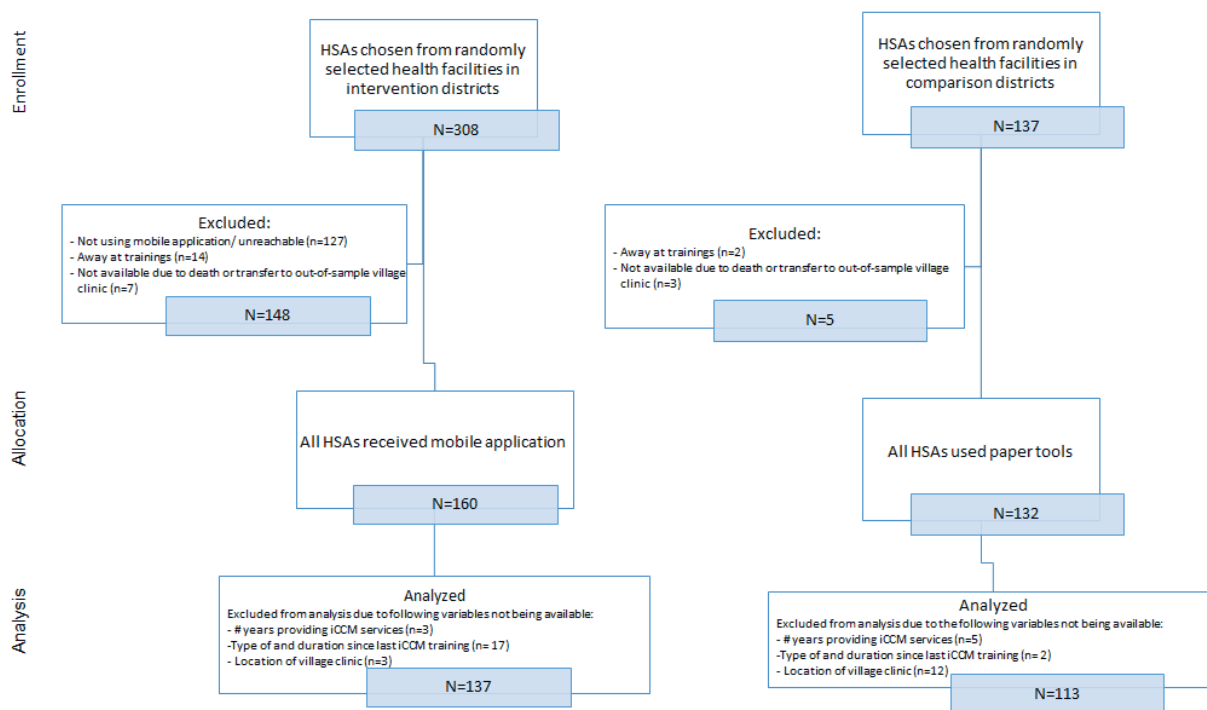 Enrollment
HSAs chosen from randomly
selected health facilities in
intervention districts
N=308
HSAs chosen from randomly
selected health facilities in
comparison districts
N=137
Excluded:
- Not using mobile application/ unreachable (n=127)
- Away at trainings (n=14)
- Not available due to death or transfer to out-of-sample village
clinic (n=7)
N=148
Excluded:
- Away at trainings (n=2)
- Not available due to death or transfer to out-of-sample village
clinic (n=3)
N=5
Allocation
All HSAs received mobile application
N=160
All HSAs used paper tools
N=132
Analysis
Analyzed
Excluded from analysis due to following variables not being available:
- # years providing iCCM services (n=3)
-Type of and duration since last iCCM training (n= 17)
- Location of village clinic (n=3)
N=137
Analyzed
Excluded from analysis due to the following variables not being available:
- # years providing iCCM services (n=5)
-Type of and duration since last iCCM training (n= 2)
- Location of village clinic (n=12)
N=113